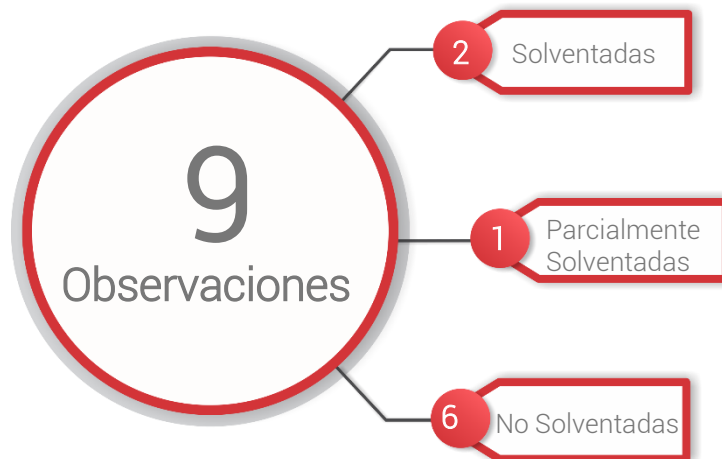 9
Observaciones
2
Solventadas
1
Parcialmente
Solventadas
6
No Solventadas